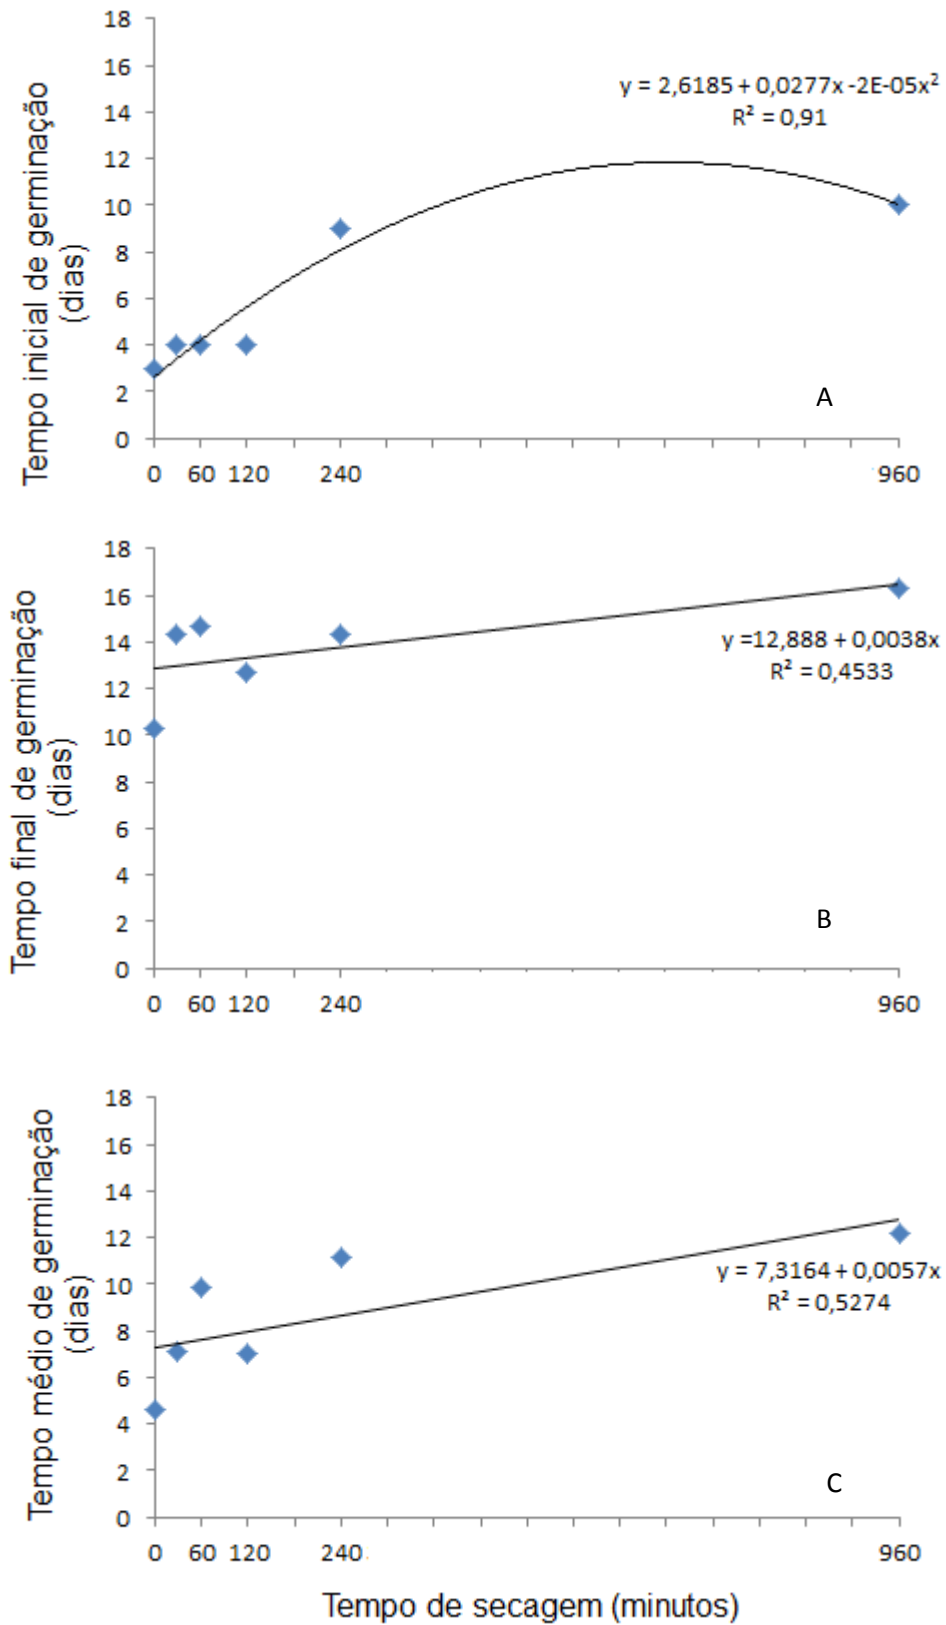 18
16
14
12
10
8
6
4
2
0
Tempo inicial de germinação
(dias)
y = 2,6185 + 0,0277x -2E-05x²
R² = 0,91
A
0 60 120 240 960
18
16
14
12
10
8
6
4
2
0
Tempo final de germinação
(dias)
y =12,888 + 0,0038x
R² = 0,4533
B
0 60 120 240 960
18
16
14
12
10
8
6
4
2
0
Tempo médio de germinação
(dias)
y = 7,3164 + 0,0057x
R² = 0,5274
C
0 60 120 240 960
Tempo de secagem (minutos)